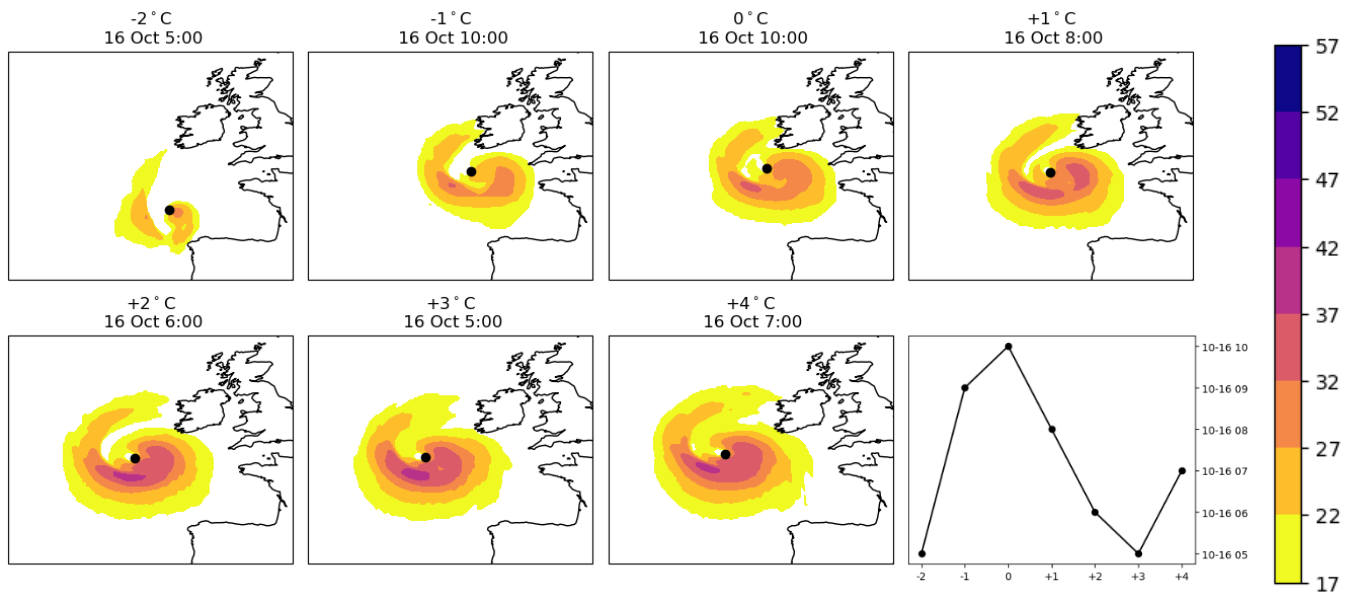 -2°C
16 Oct 5:00
-1°C
16 Oct 10:00
0°C
16 Oct 10:00
+1°C
16 Oct 8:00
+2°C
16 Oct 6:00
+3°C
16 Oct 5:00
+4°C
16 Oct 7:00
10-16 10
10-16 09
10-16 08
10-16 07
10-16 06
10-16 05
-2 -1 0 +1 +2 +3 +4
57
52
47
42
37
32
27
22
17